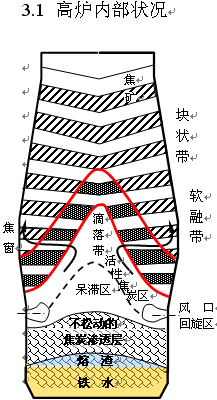 3.1 高炉内部状况
焦
矿
块
状
带
软
融
带
焦
窗
滴
落
带
活
性
焦
炭区
呆滞区
风 口
回旋区
不松动的
焦炭渗透层
熔 渣
铁 水